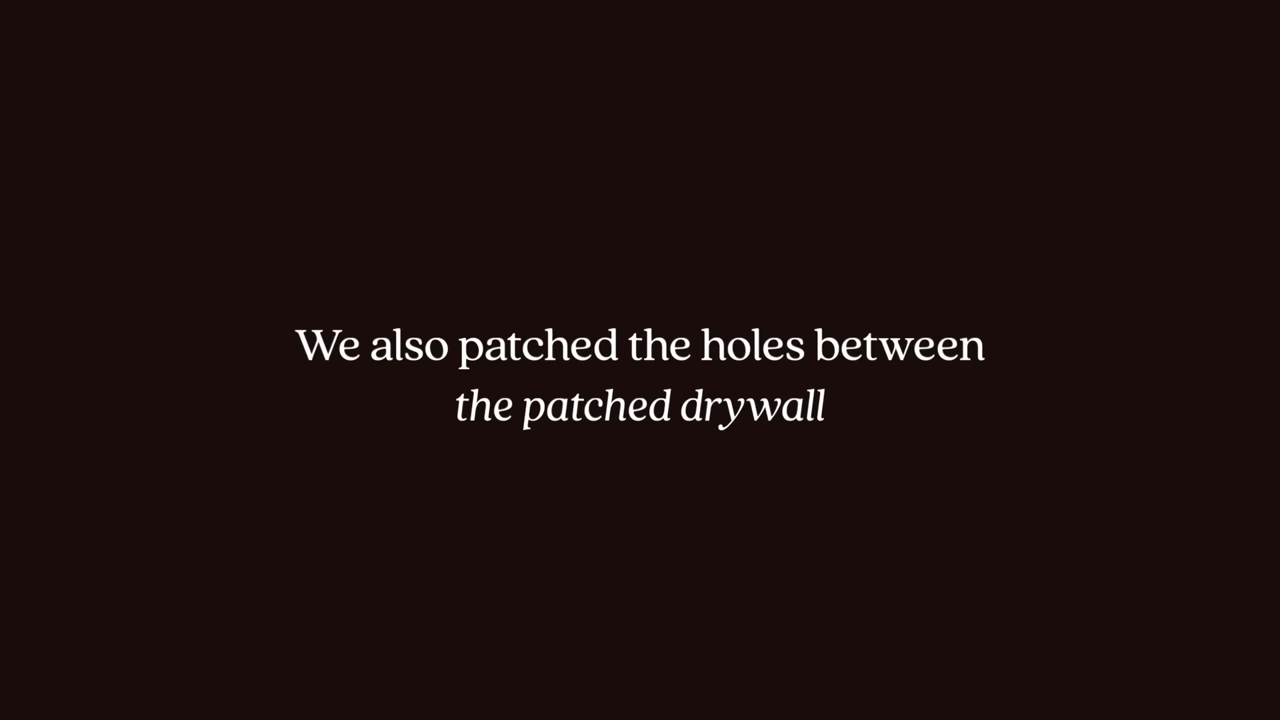 We also patched the holes between
the patched drywall